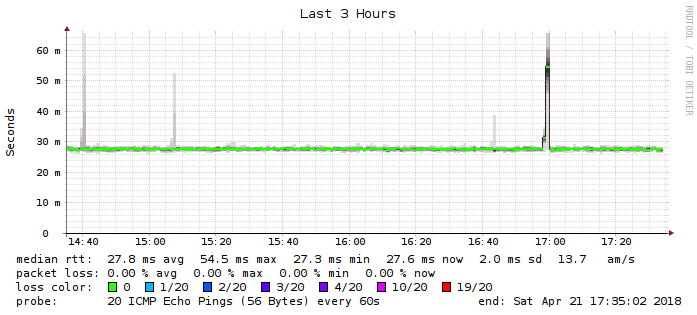 Last 3 Hours
RRDTOOL / TOBI OETIKER
Seconds
60 m
50 m
40 m
30 m
20 m
10 m
0
14:40 15:00 15:20 15:40 16:00 16:20 16:40 17:00 17:20
median rtt: 27.8 ms avg 54.5 ms max 27.3 ms min 27.6 ms now 2.0 ms sd 13.7 am/s
packet loss: 0.00 % avg 0.00 % max 0.00 % min 0.00 % now
loss color: 0 1/20 2/20 3/20 4/20 10/20 19/20
probe: 20 ICMP Echo Pings (56 Bytes) every 60s end: Sat Apr 21 17:35:02 2018